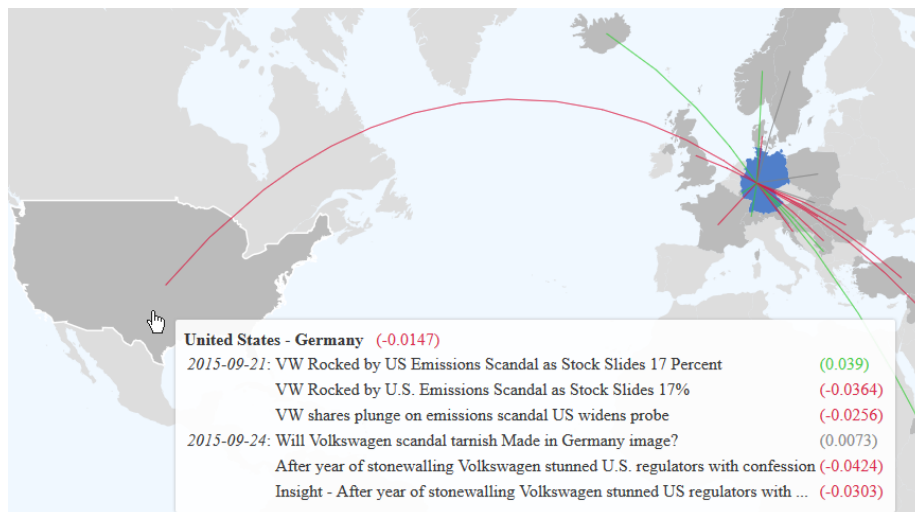 United States - Germany (-0.0147)
2015-09-21: VW Rocked by US Emissions Scandal as Stock Slides 17 Percent (0.039)
VW Rocked by U.S. Emissions Scandal as Stock Slides 17% (-0.0364)
VW shares plunge on emissions scandal US widens probe (-0.0256)
2015-09-24: Will Volkswagen scandal tarnish Made in Germany image? (0.0073)
After year of stonewalling Volkswagen stunned U.S. regulators with confession (-0.0424)
Insight - After year of stonewalling Volkswagen stunned US regulators with ... (-0.0303)